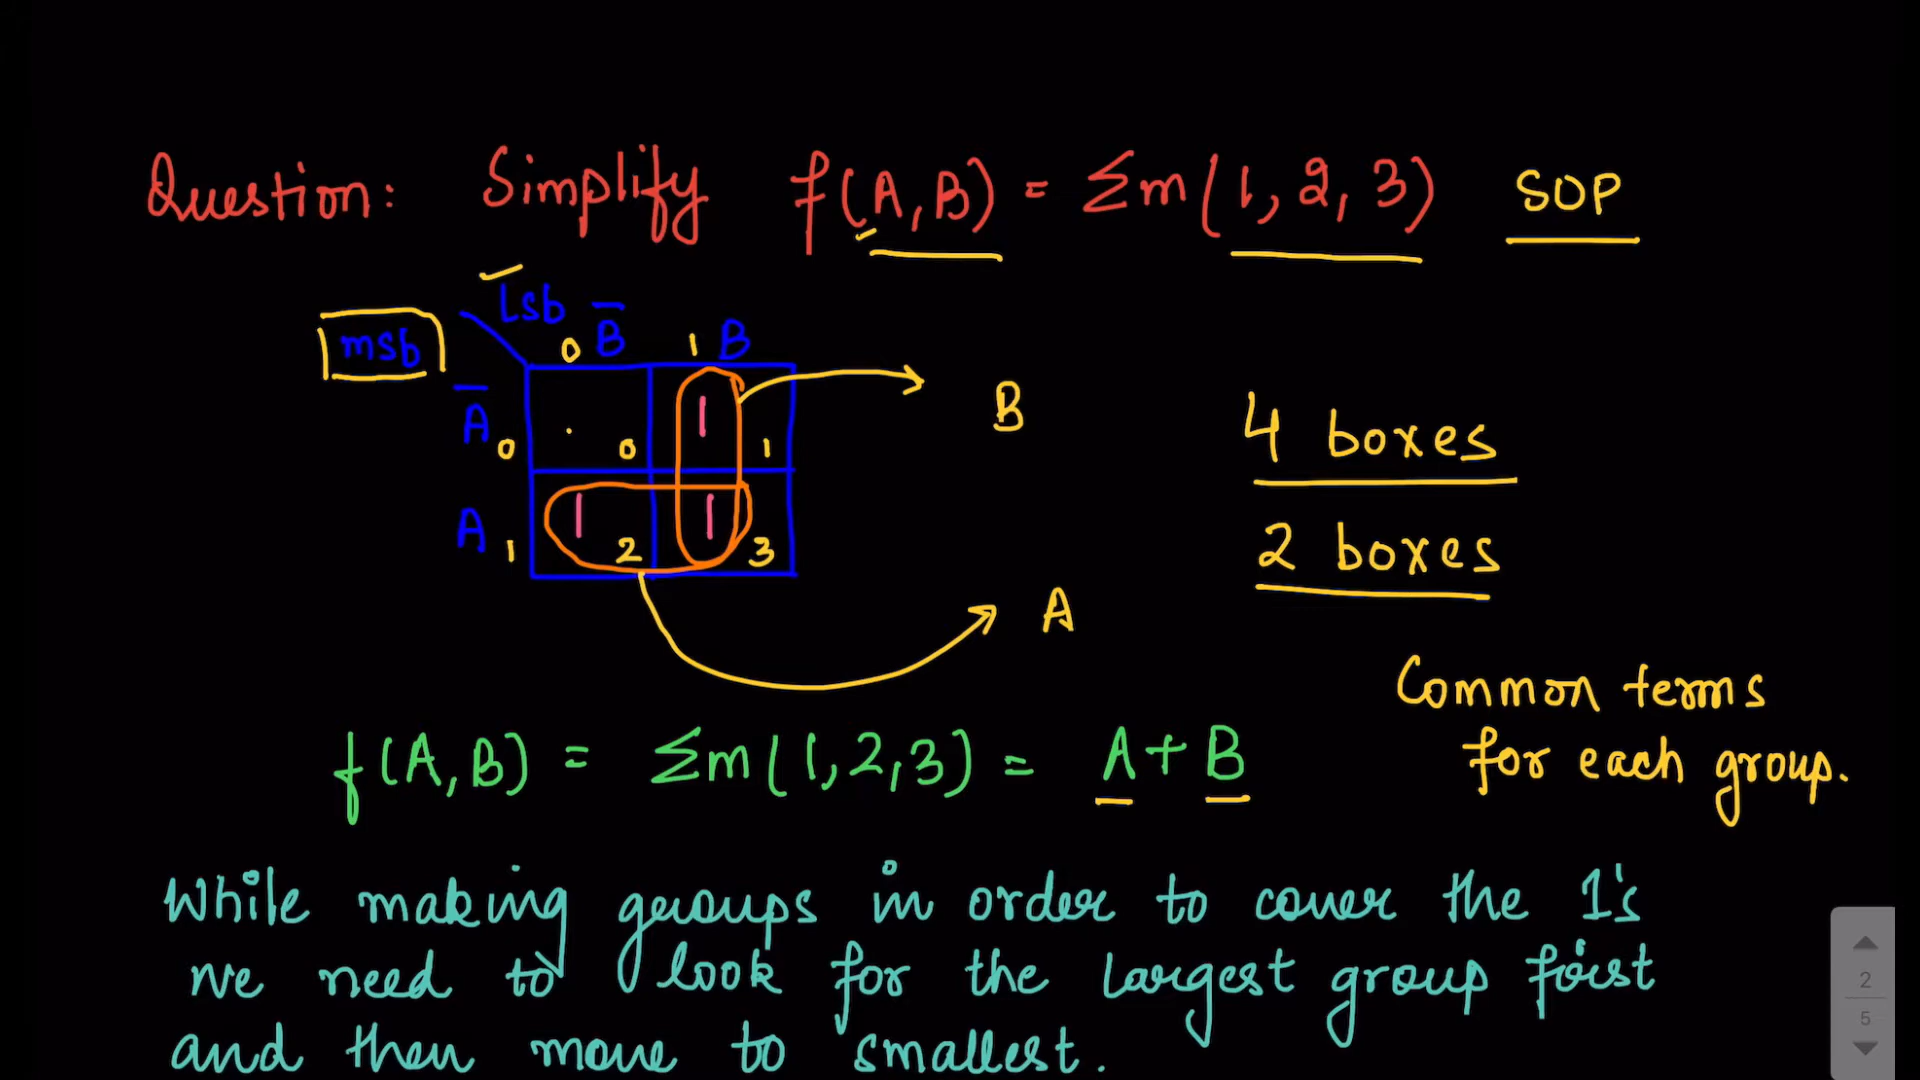 Question: Simplify f(A,B) = Σm(1,2,3) SOP
lsb
msb 0 B̅ 1 B
A̅ 0 0 1 1 B
A 1 1 2 1 3 A
4 boxes
2 boxes
Common terms
for each group.
f(A,B) = Σm(1,2,3) = A+B
While making groups in order to cover the 1's
we need to look for the largest group first
and then move to smallest.
2
5